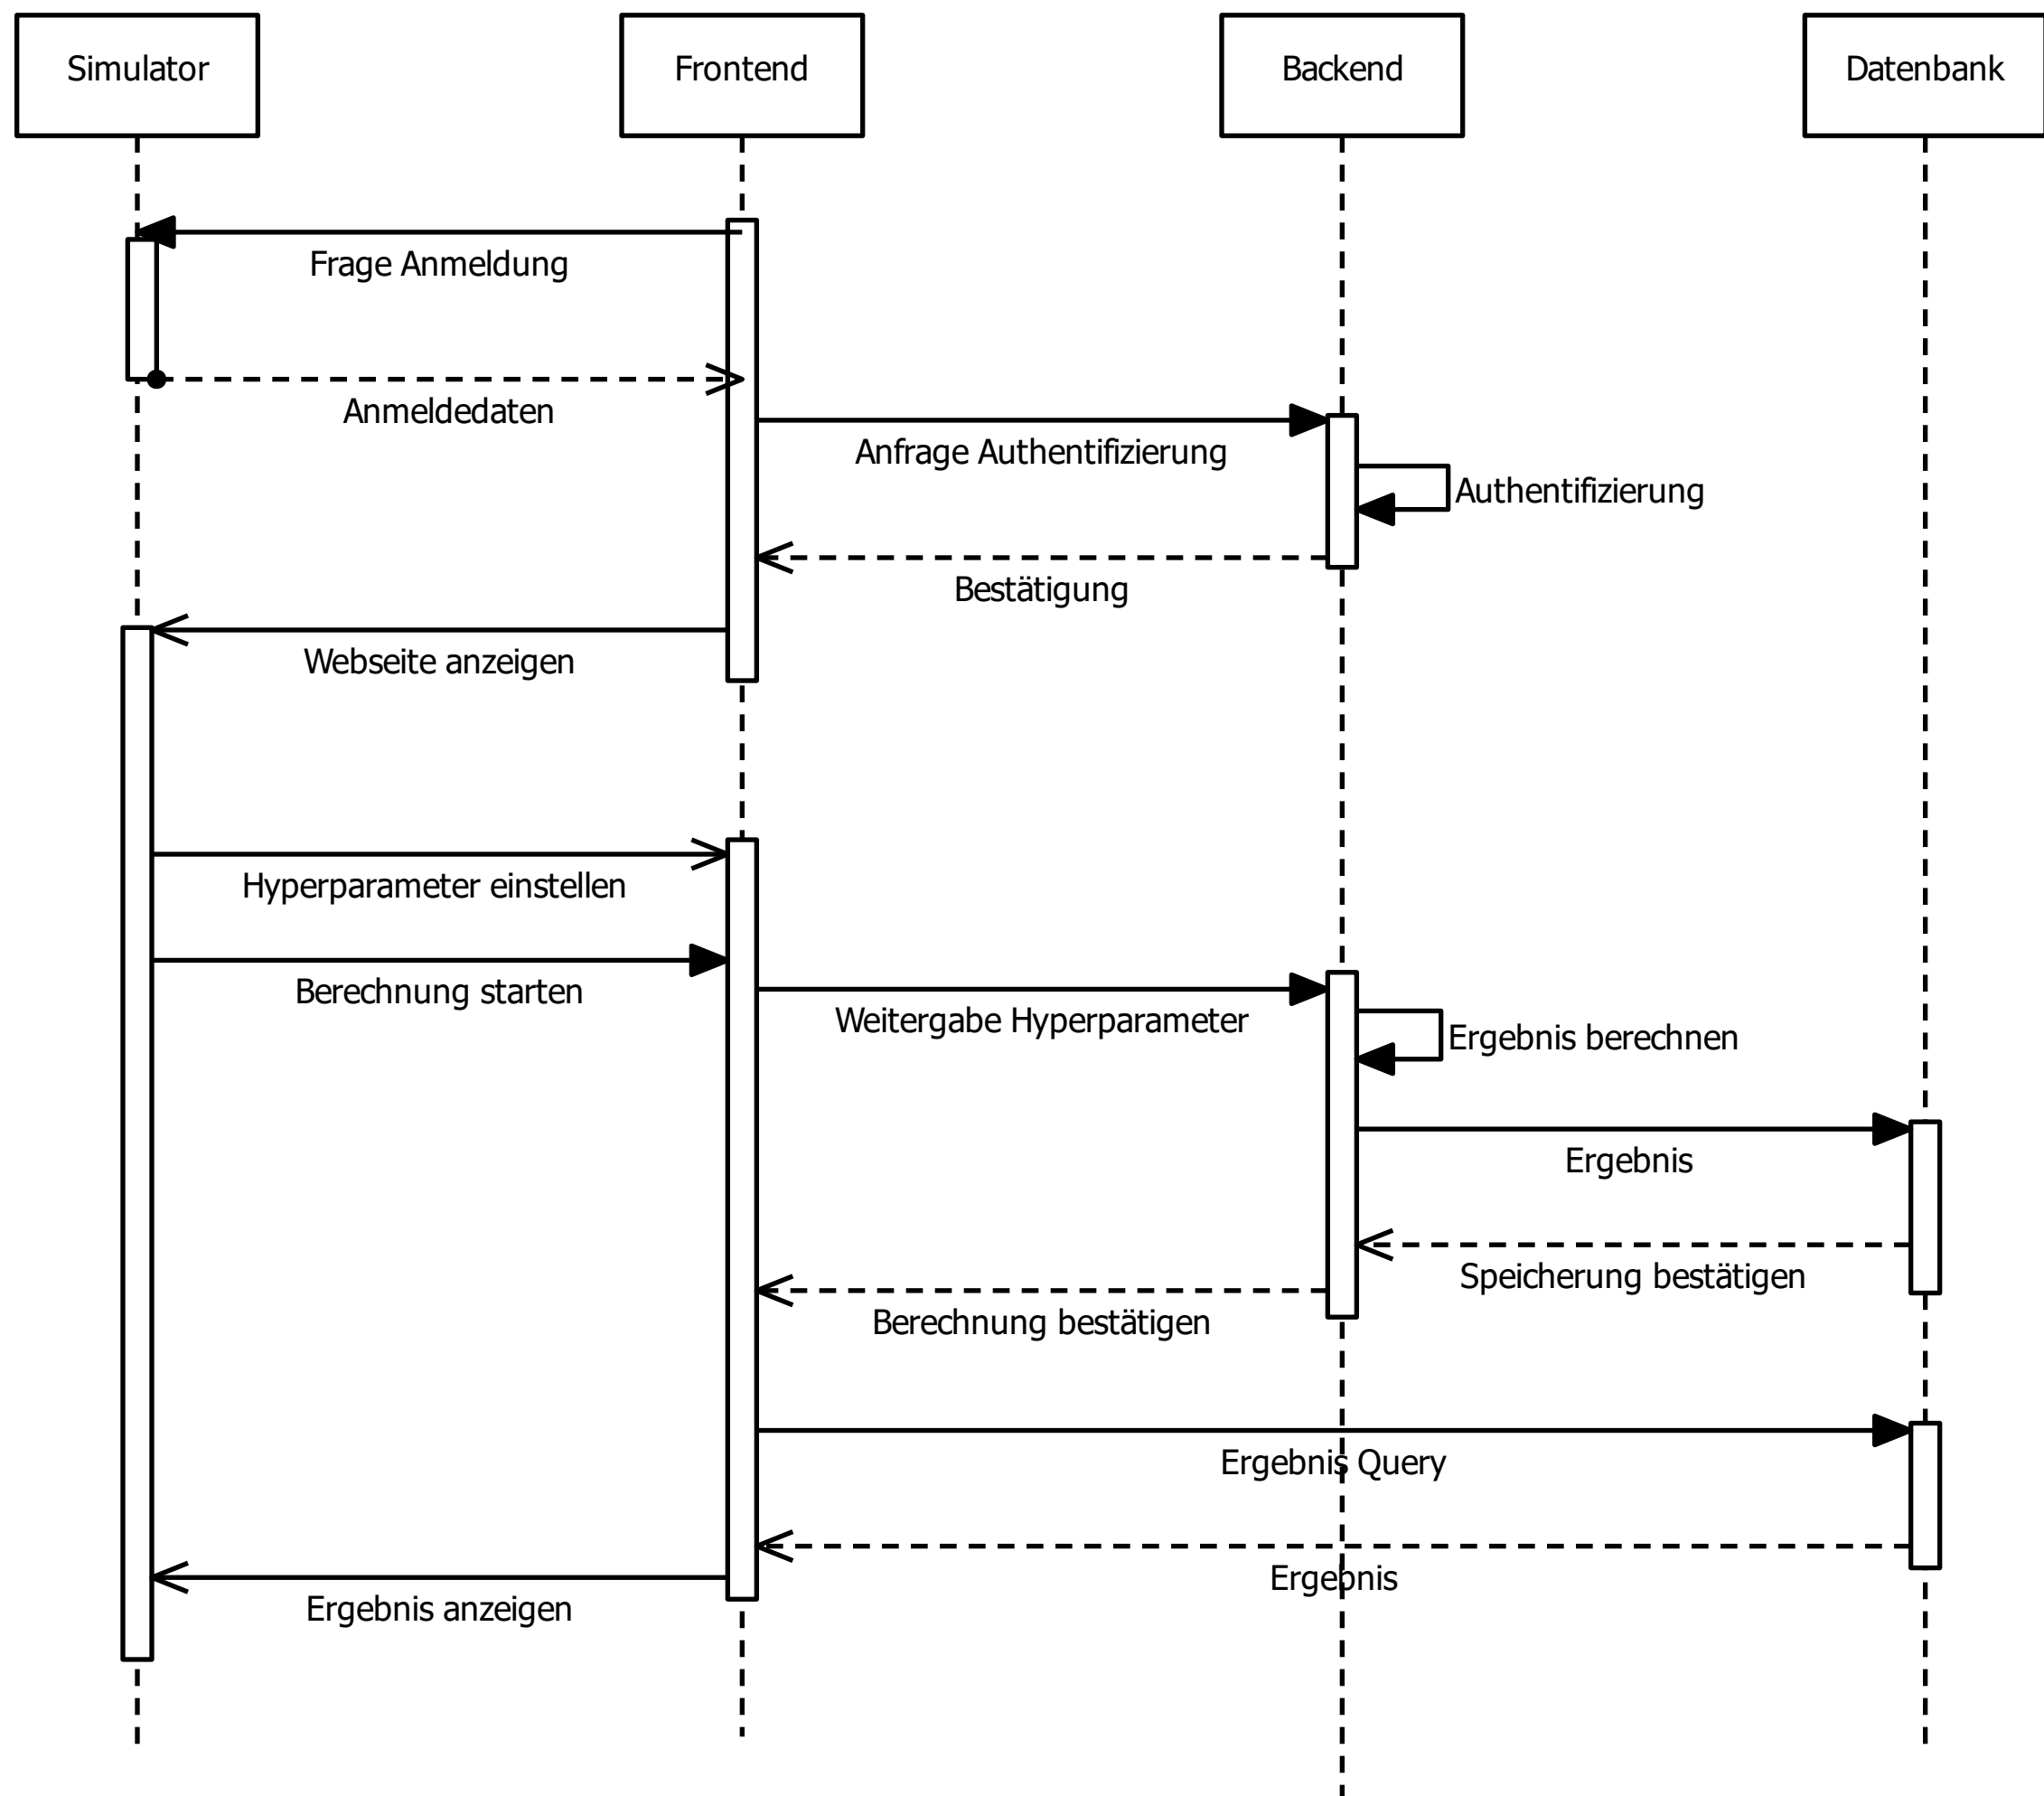 Simulator
Frontend
Backend
Datenbank
Frage Anmeldung
Anmeldedaten
Anfrage Authentifizierung
Authentifizierung
Bestätigung
Webseite anzeigen
Hyperparameter einstellen
Berechnung starten
Weitergabe Hyperparameter
Ergebnis berechnen
Ergebnis
Speicherung bestätigen
Berechnung bestätigen
Ergebnis Query
Ergebnis
Ergebnis anzeigen